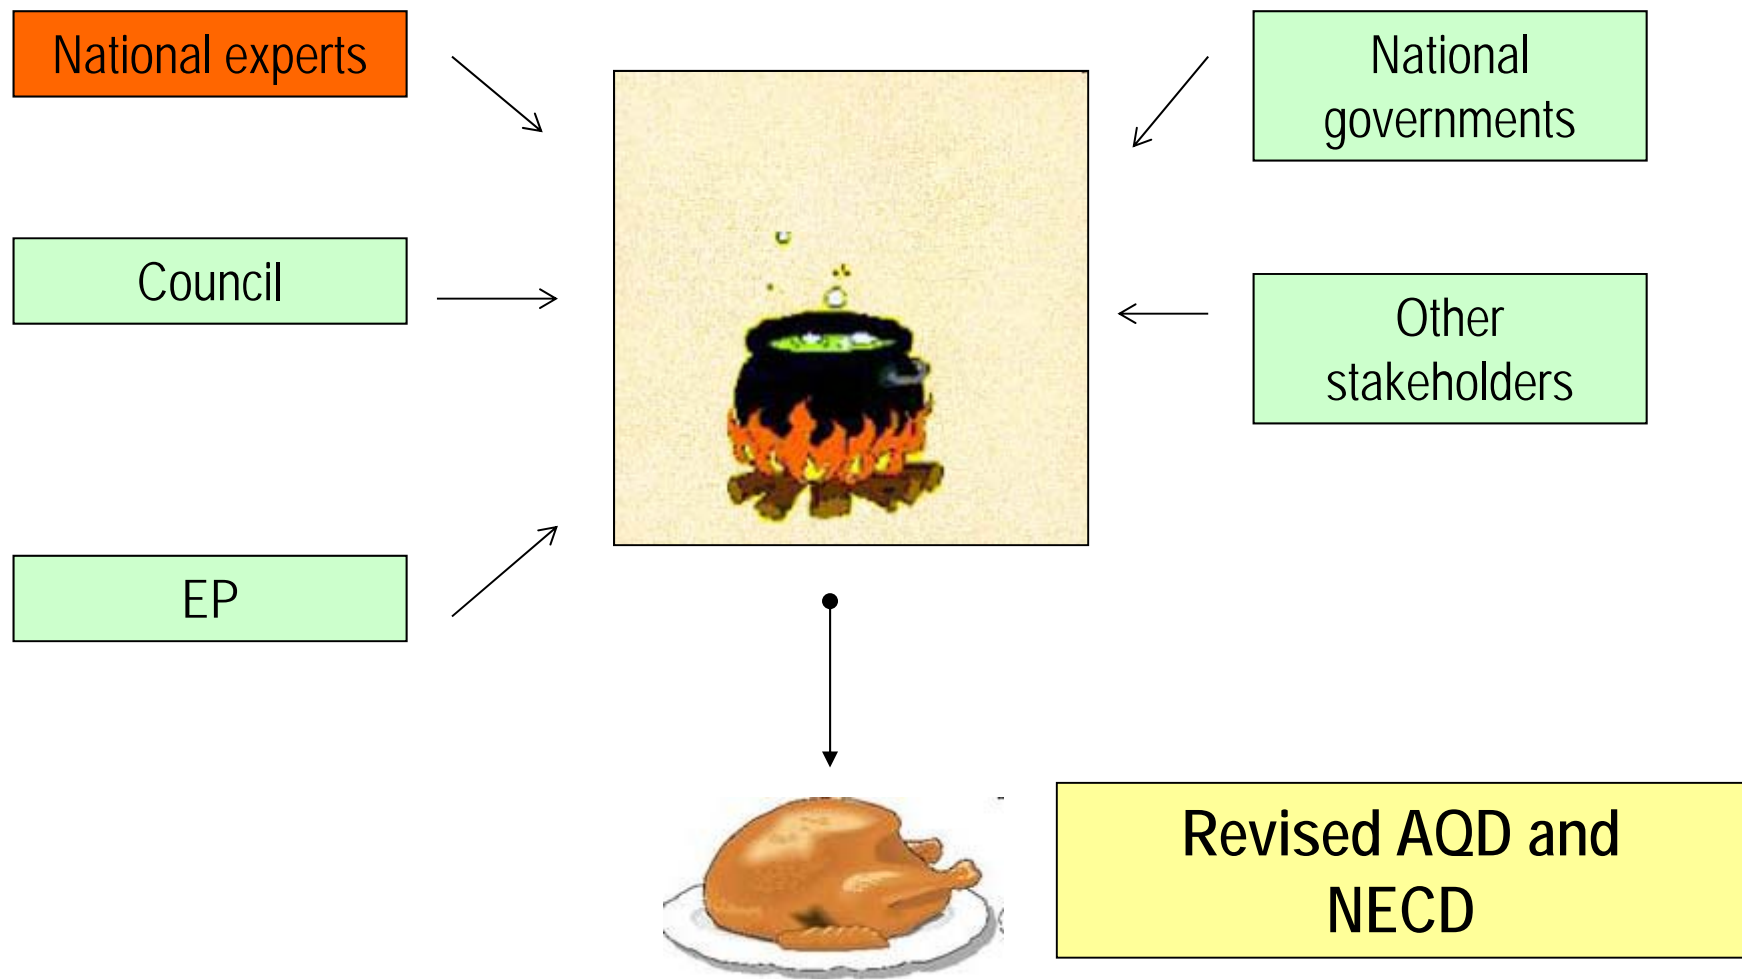 National experts
National
governments
Council
Other
stakeholders
EP
Revised AQD and
NECD